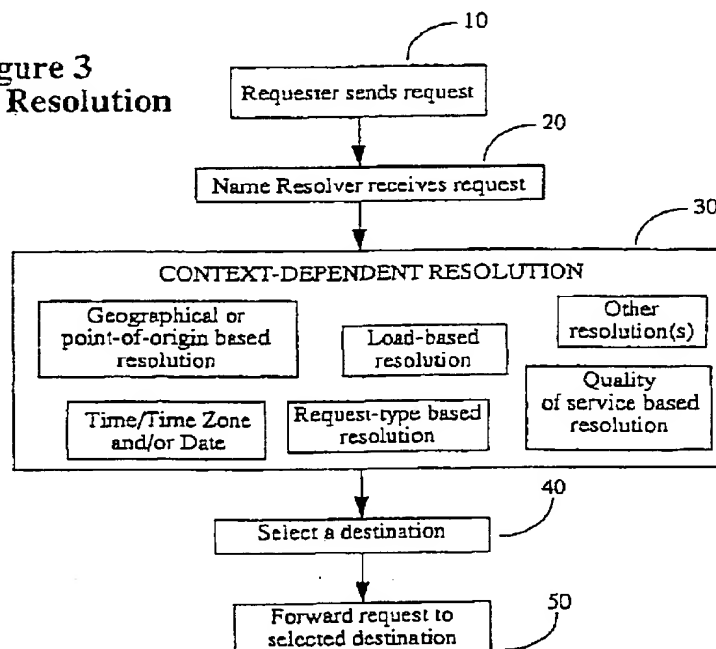 gure 3
Resolution
10
Requester sends request
20
Name Resolver receives request
30
CONTEXT-DEPENDENT RESOLUTION
Geographical or
point-of-origin based
resolution
Load-based
resolution
Other
resolution(s)
Time/Time Zone
and/or Date
Request-type based
resolution
Quality
of service based
resolution
40
Select a destination
50
Forward request to
selected destination